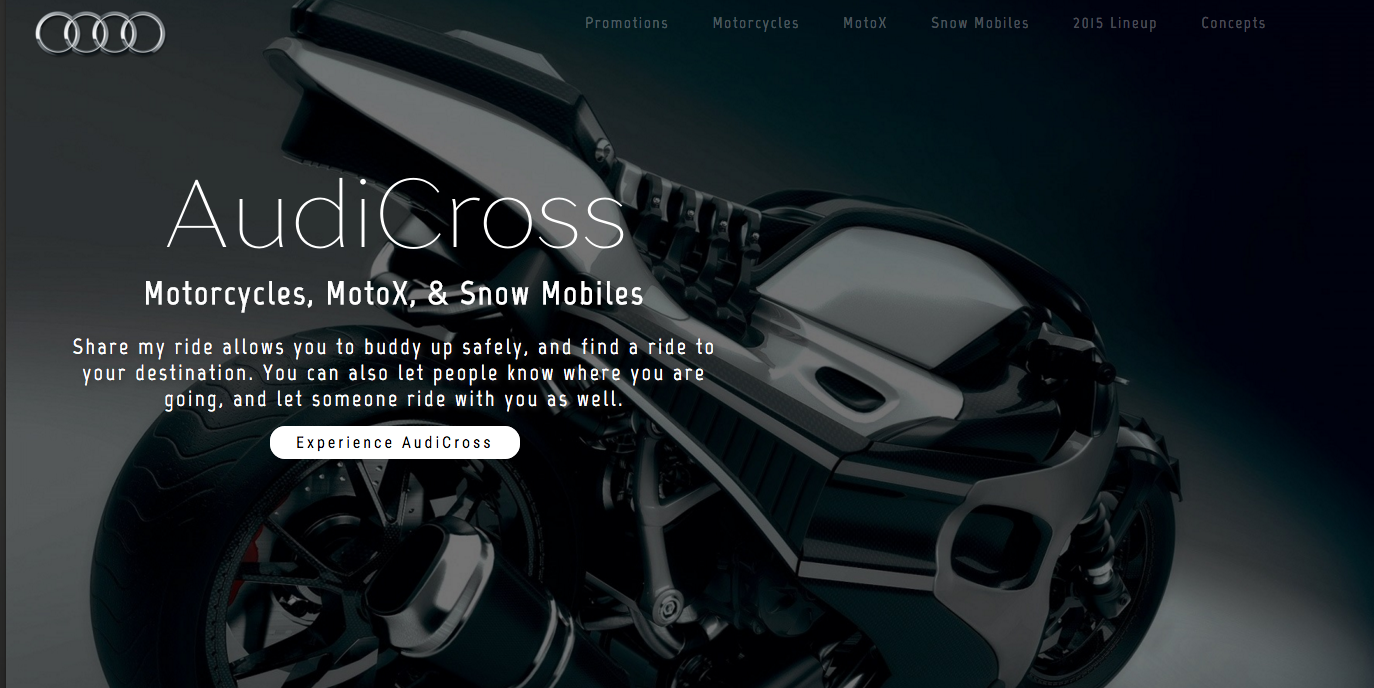 Promotions Motorcycles MotoX Snow Mobiles 2015 Lineup Concepts
AudiCross
Motorcycles, MotoX, & Snow Mobiles
Share my ride allows you to buddy up safely, and find a ride to
your destination. You can also let people know where you are
going, and let someone ride with you as well.
Experience AudiCross